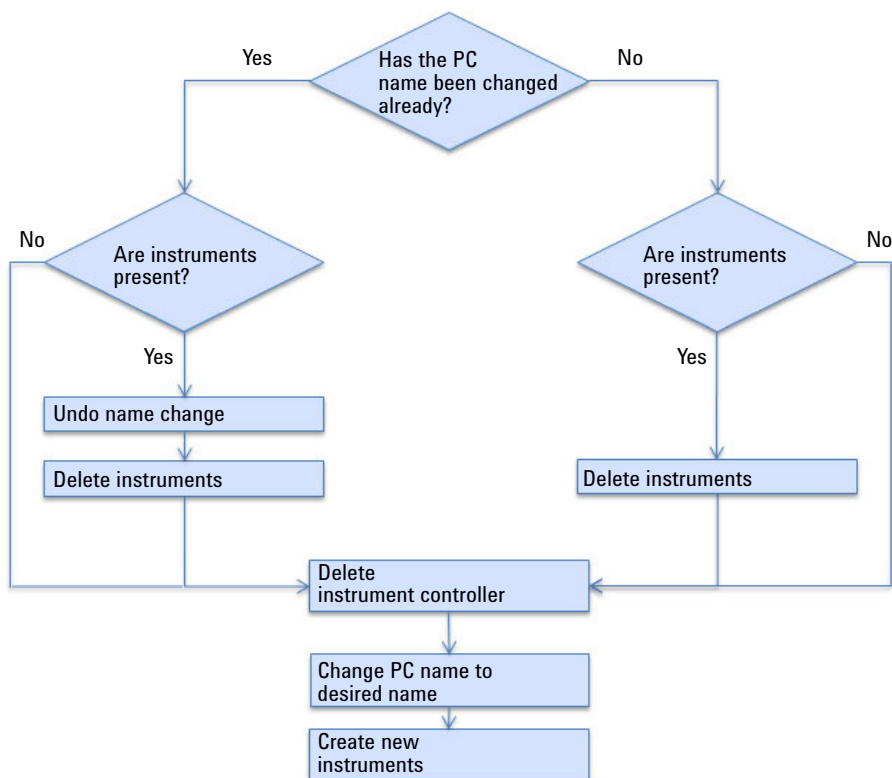 Yes
Has the PC
name been changed
already?
No
No
Are instruments
present?
Yes
Are instruments
present?
No
Yes
Undo name change
Delete instruments
Delete instruments
Delete
instrument controller
Change PC name to
desired name
Create new
instruments